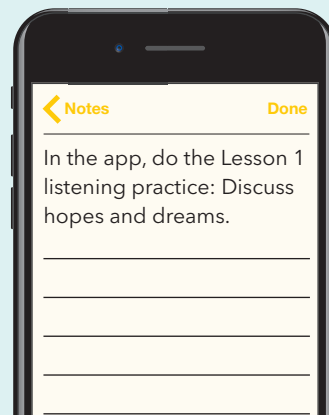 Notes
Done
In the app, do the Lesson 1
listening practice: Discuss
hopes and dreams.